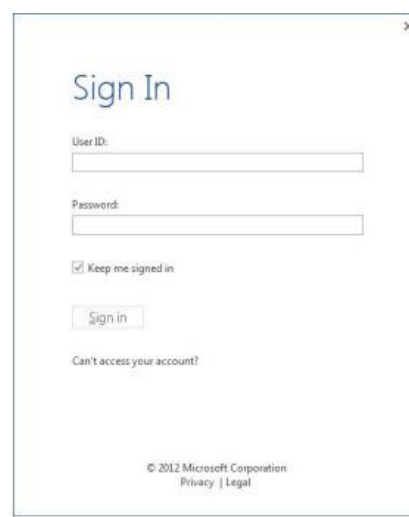 Sign In
User ID:
Password:
Keep me signed in
Sign in
Can't access your account?
© 2012 Microsoft Corporation
Privacy | Legal